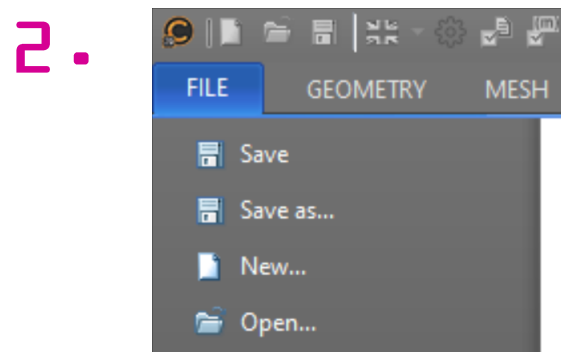 2.
FILE GEOMETRY MESH
Save
Save as...
New...
Open...